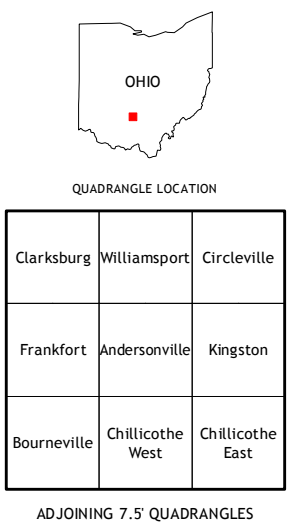 OHIO
QUADRANGLE LOCATION
Clarksburg
Williamsport
Circleville
Frankfort
Andersonville
Kingston
Bourneville
Chillicothe
West
Chillicothe
East
ADJOINING 7.5' QUADRANGLES